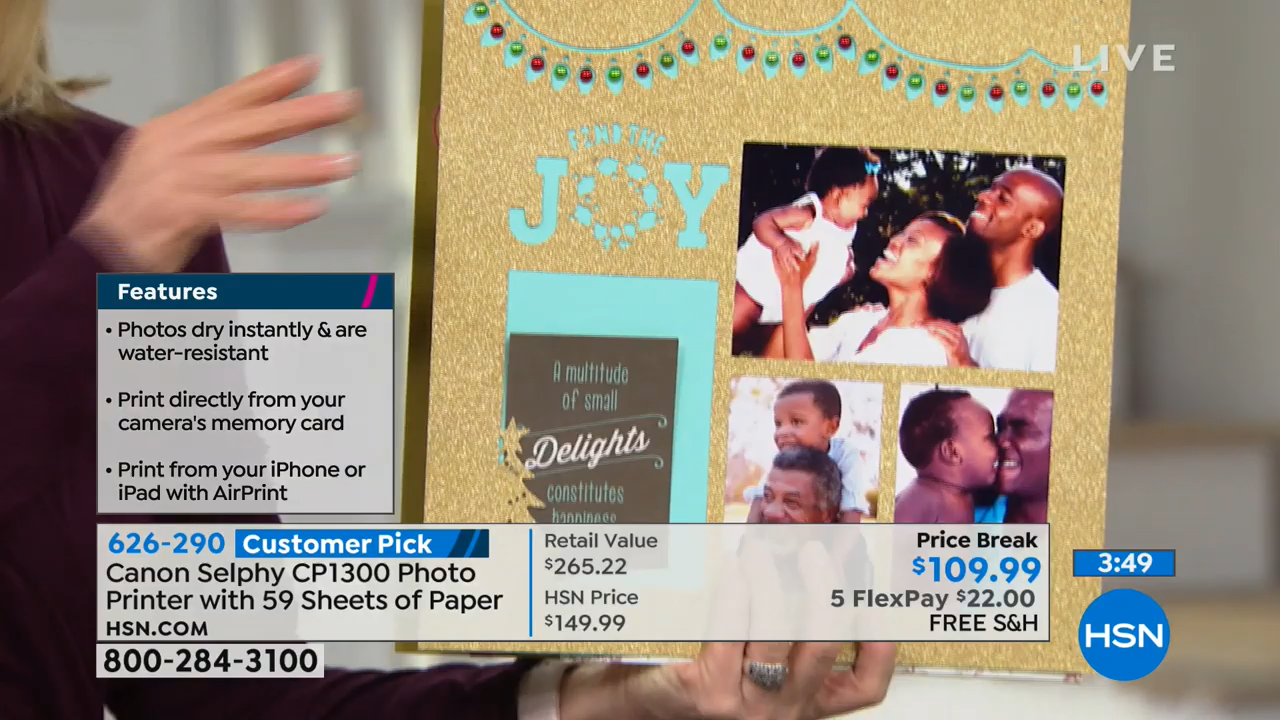 LIVE
FIND THE
JOY
A multitude
of small
Delights
constitutes
happiness
Features
• Photos dry instantly & are
water-resistant
• Print directly from your
camera's memory card
• Print from your iPhone or
iPad with AirPrint
626-290 Customer Pick
Canon Selphy CP1300 Photo
Printer with 59 Sheets of Paper
HSN.COM
800-284-3100
Retail Value
$265.22
HSN Price
$149.99
Price Break
$109.99
5 FlexPay $22.00
FREE S&H
3:49
HSN